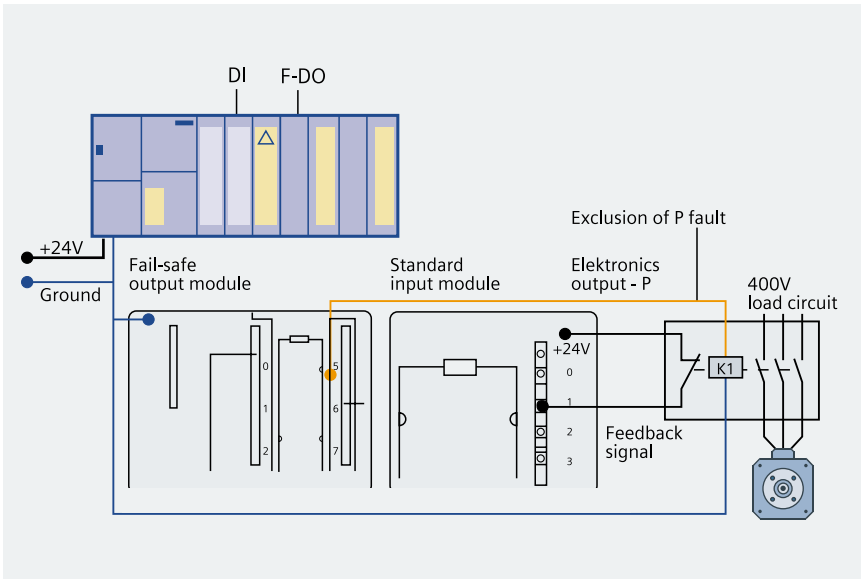 DI
F-DO
+24V
Ground
Fail-safe
output module
Standard
input module
Exclusion of P fault
Elektronics
output - P
400V
load circuit
0
1
2
5
6
7
+24V
0
1
2
3
Feedback
signal
K1